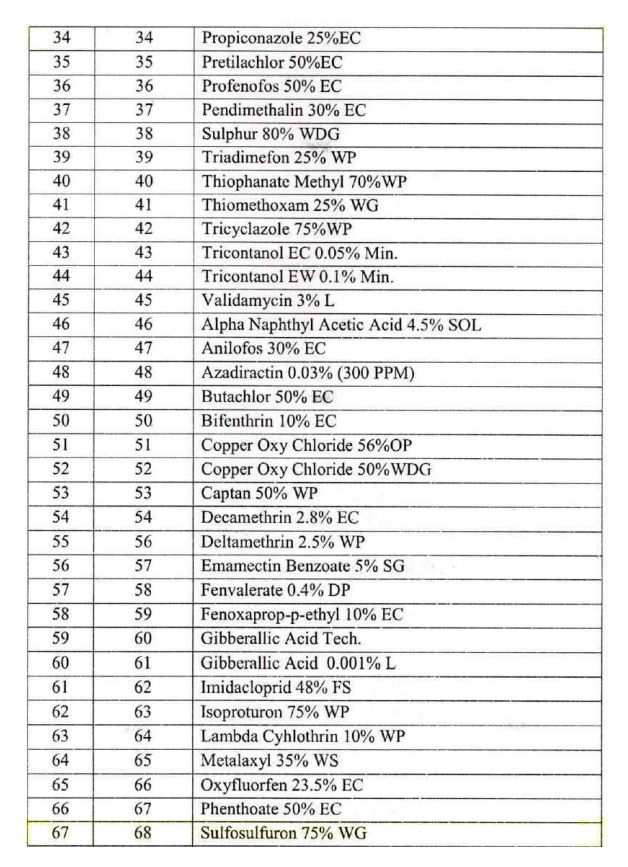 34 34 Propiconazole 25%EC
35 35 Pretilachlor 50%EC
36 36 Profenofos 50% EC
37 37 Pendimethalin 30% EC
38 38 Sulphur 80% WDG
39 39 Triadimefon 25% WP
40 40 Thiophanate Methyl 70%WP
41 41 Thiomethoxam 25% WG
42 42 Tricyclazole 75%WP
43 43 Tricontanol EC 0.05% Min.
44 44 Tricontanol EW 0.1% Min.
45 45 Validamycin 3% L
46 46 Alpha Naphthyl Acetic Acid 4.5% SOL
47 47 Anilofos 30% EC
48 48 Azadiractin 0.03% (300 PPM)
49 49 Butachlor 50% EC
50 50 Bifenthrin 10% EC
51 51 Copper Oxy Chloride 56%OP
52 52 Copper Oxy Chloride 50%WDG
53 53 Captan 50% WP
54 54 Decamethrin 2.8% EC
55 56 Deltamethrin 2.5% WP
56 57 Emamectin Benzoate 5% SG
57 58 Fenvalerate 0.4% DP
58 59 Fenoxaprop-p-ethyl 10% EC
59 60 Gibberallic Acid Tech.
60 61 Gibberallic Acid 0.001% L
61 62 Imidacloprid 48% FS
62 63 Isoproturon 75% WP
63 64 Lambda Cyhlothrin 10% WP
64 65 Metalaxyl 35% WS
65 66 Oxyfluorfen 23.5% EC
66 67 Phenthoate 50% EC
67 68 Sulfosulfuron 75% WG